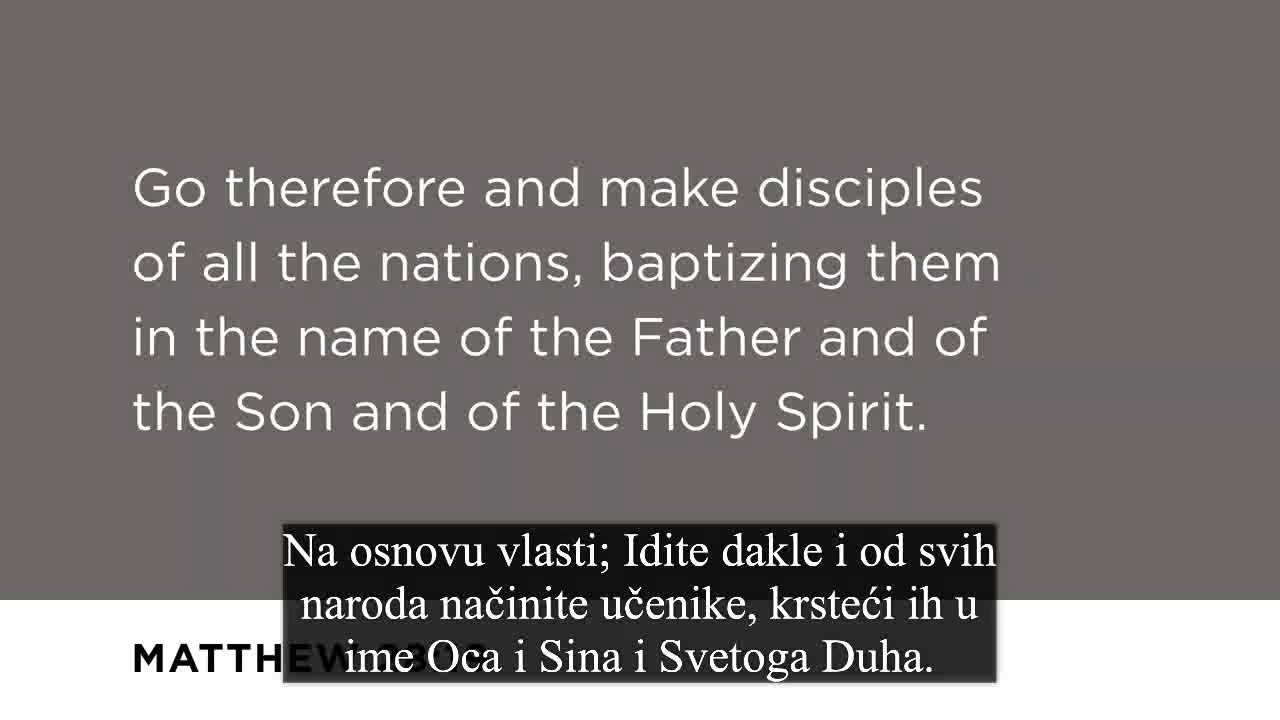 Go therefore and make disciples
of all the nations, baptizing them
in the name of the Father and of
the Son and of the Holy Spirit.
Na osnovu vlasti; Idite dakle i od svih
naroda načinite učenike, krsteći ih u
ime Oca i Sina i Svetoga Duha.
MATTHEW